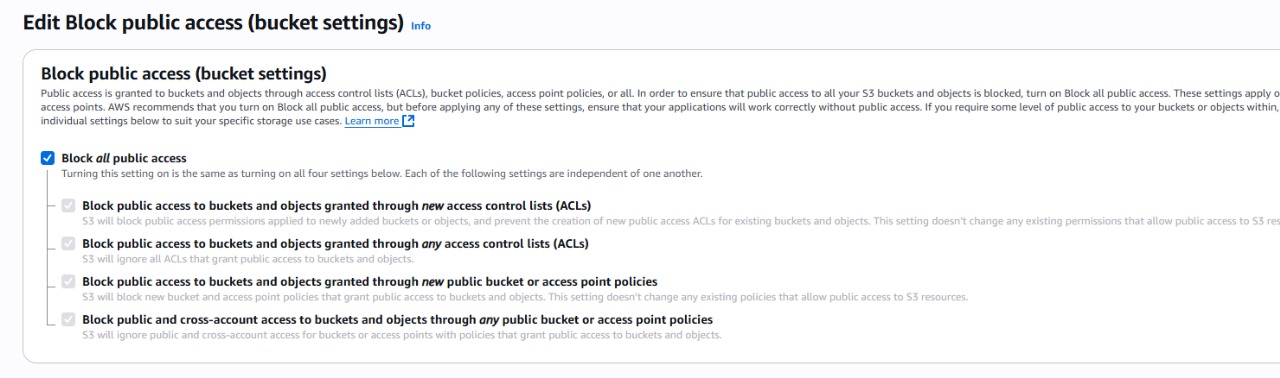 Edit Block public access (bucket settings) Info
Block public access (bucket settings)
Public access is granted to buckets and objects through access control lists (ACLs), bucket policies, access point policies, or all. In order to ensure that public access to all your S3 buckets and objects is blocked, turn on Block all public access. These settings apply o
access points. AWS recommends that you turn on Block all public access, but before applying any of these settings, ensure that your applications will work correctly without public access. If you require some level of public access to your buckets or objects within,
individual settings below to suit your specific storage use cases. Learn more
Block all public access
Turning this setting on is the same as turning on all four settings below. Each of the following settings are independent of one another.
Block public access to buckets and objects granted through new access control lists (ACLs)
S3 will block public access permissions applied to newly added buckets or objects, and prevent the creation of new public access ACLs for existing buckets and objects. This setting doesn't change any existing permissions that allow public access to S3 res
Block public access to buckets and objects granted through any access control lists (ACLs)
S3 will ignore all ACLs that grant public access to buckets and objects.
Block public access to buckets and objects granted through new public bucket or access point policies
S3 will block new bucket and access point policies that grant public access to buckets and objects. This setting doesn't change any existing policies that allow public access to S3 resources.
Block public and cross-account access to buckets and objects through any public bucket or access point policies
S3 will ignore public and cross-account access for buckets or access points with policies that grant public access to buckets and objects.